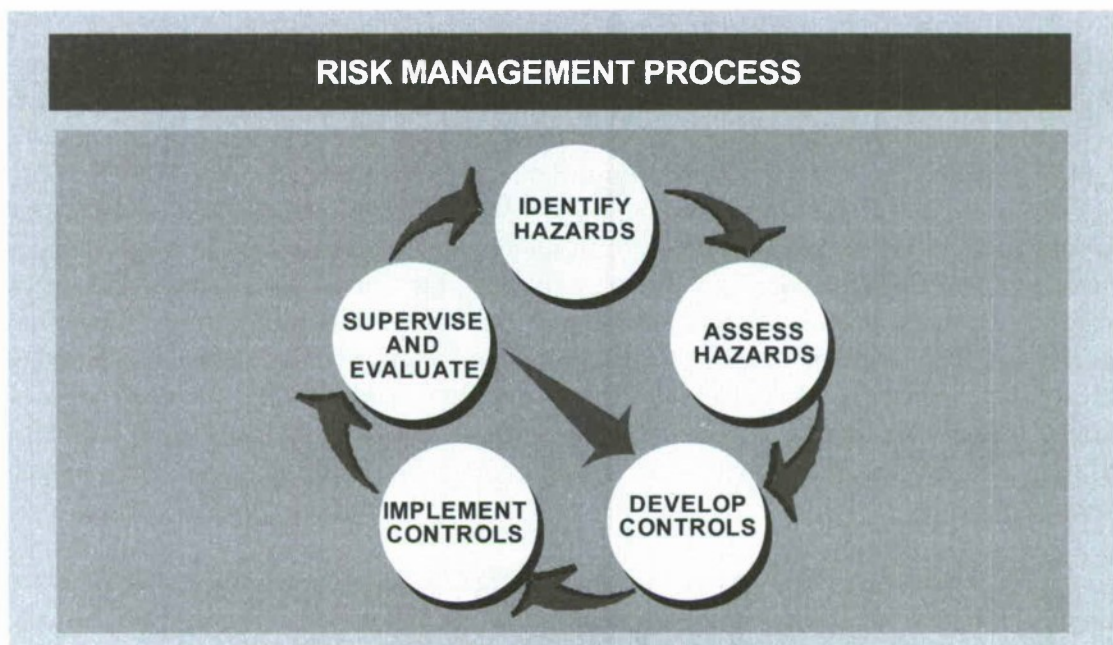 RISK MANAGEMENT PROCESS
IDENTIFY
HAZARDS
ASSESS
HAZARDS
DEVELOP
CONTROLS
IMPLEMENT
CONTROLS
SUPERVISE
AND
EVALUATE